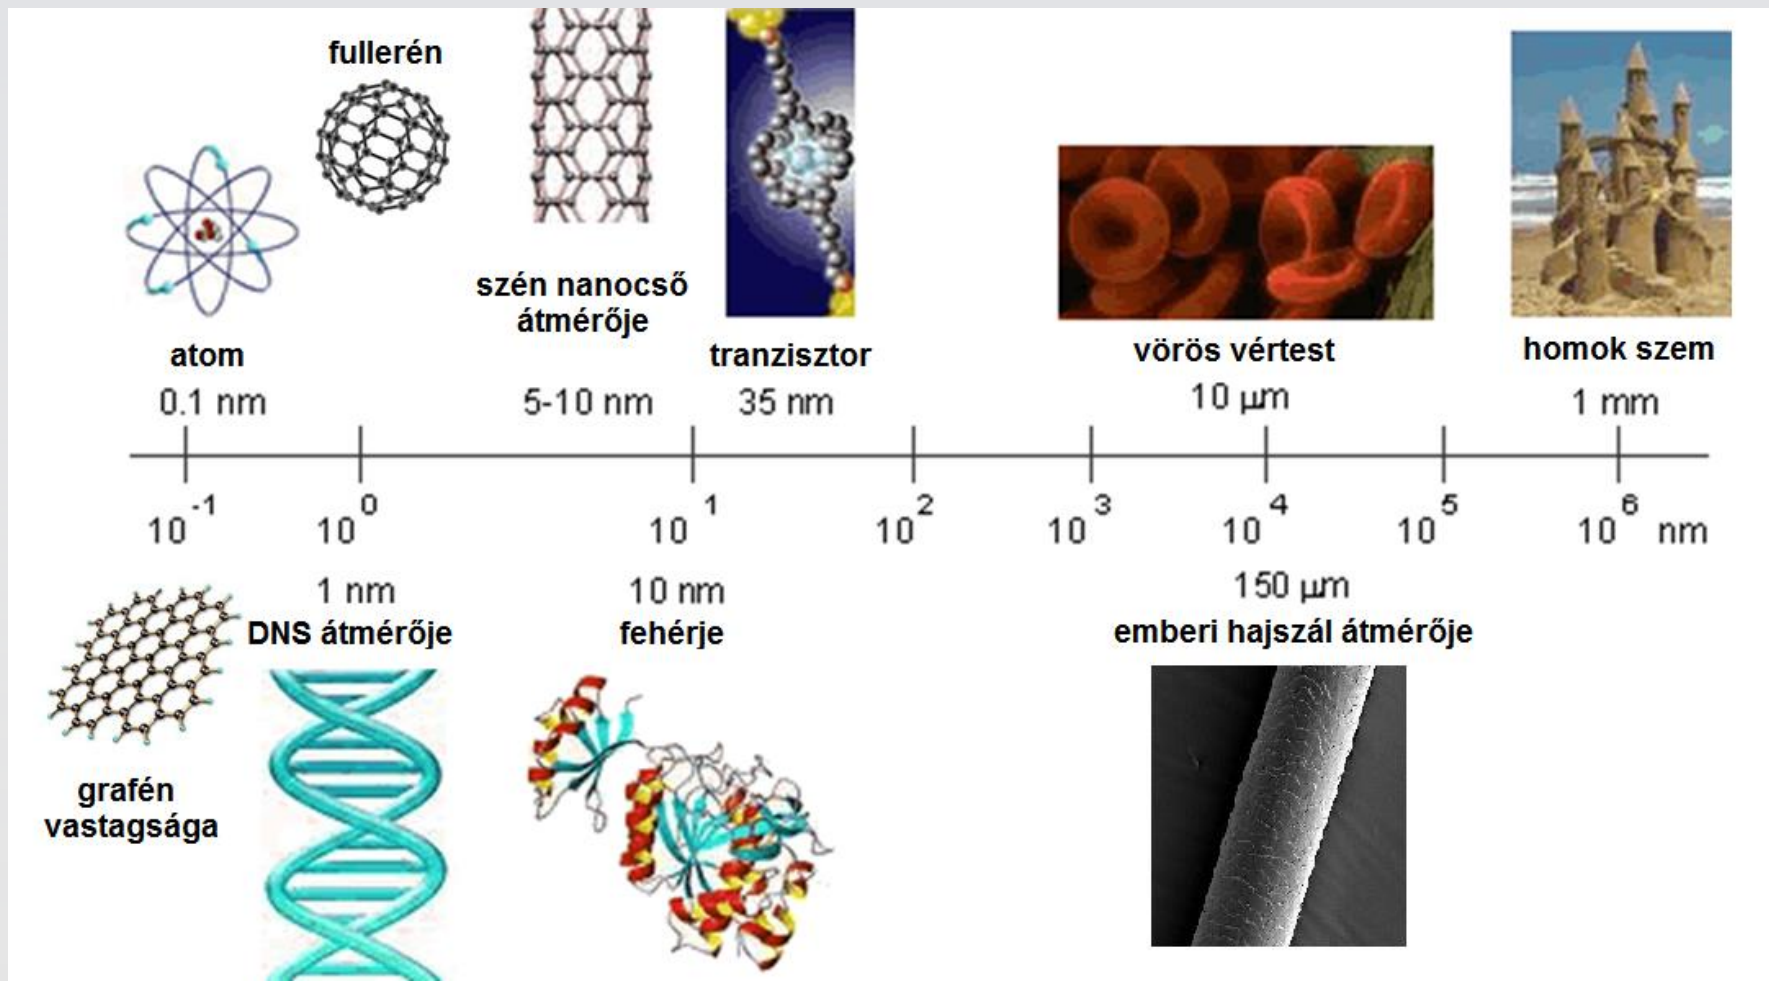 fullerén
szén nanocső
átmérője
atom
tranzisztor
vörös vértest
homok szem
0.1 nm
5-10 nm
35 nm
10 µm
1 mm
10⁻¹ 10⁰ 10¹ 10² 10³ 10⁴ 10⁵ 10⁶ nm
1 nm
DNS átmérője
10 nm
fehérje
150 µm
emberi hajszál átmérője
grafén
vastagsága